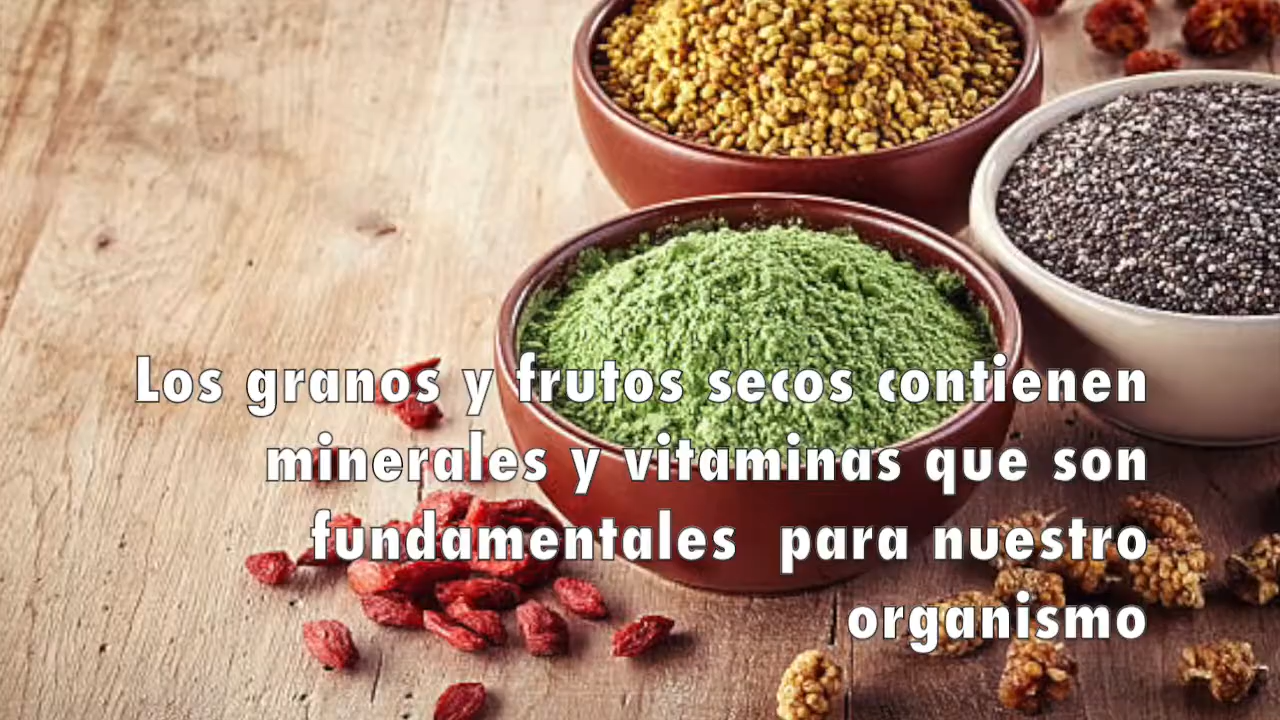 Los granos y frutos secos contienen
minerales y vitaminas que son
fundamentales  para nuestro
organismo